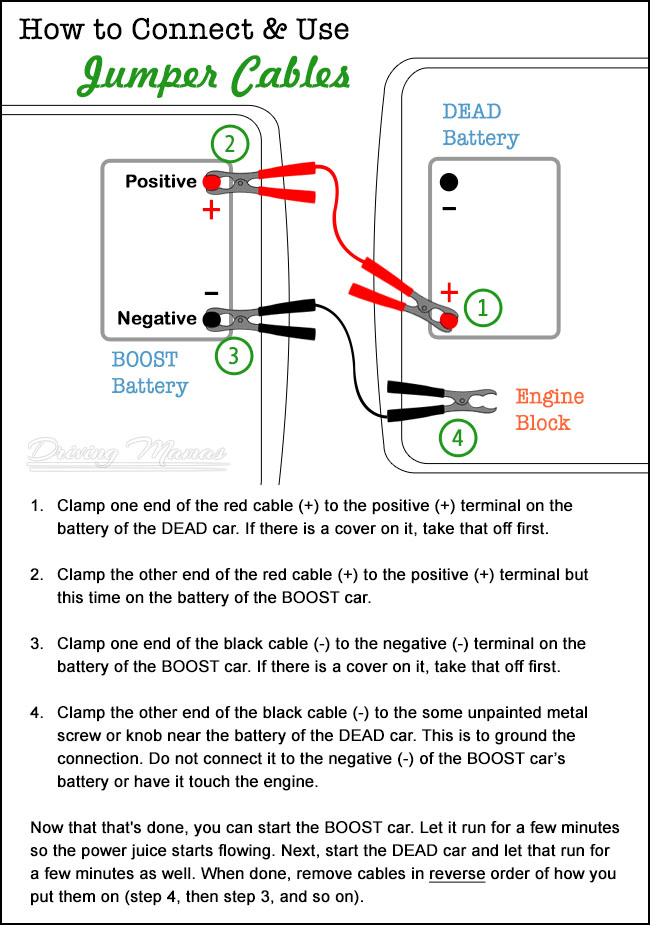 How to Connect & Use
Jumper Cables
DEAD
Battery
2
Positive
+
−
+
1
−
Negative
3
BOOST
Battery
Engine
Block
4
Driving Mamas
1. Clamp one end of the red cable (+) to the positive (+) terminal on the
battery of the DEAD car. If there is a cover on it, take that off first.
2. Clamp the other end of the red cable (+) to the positive (+) terminal but
this time on the battery of the BOOST car.
3. Clamp one end of the black cable (-) to the negative (-) terminal on the
battery of the BOOST car. If there is a cover on it, take that off first.
4. Clamp the other end of the black cable (-) to the some unpainted metal
screw or knob near the battery of the DEAD car. This is to ground the
connection. Do not connect it to the negative (-) of the BOOST car’s
battery or have it touch the engine.
Now that that's done, you can start the BOOST car. Let it run for a few minutes
so the power juice starts flowing. Next, start the DEAD car and let that run for
a few minutes as well. When done, remove cables in reverse order of how you
put them on (step 4, then step 3, and so on).